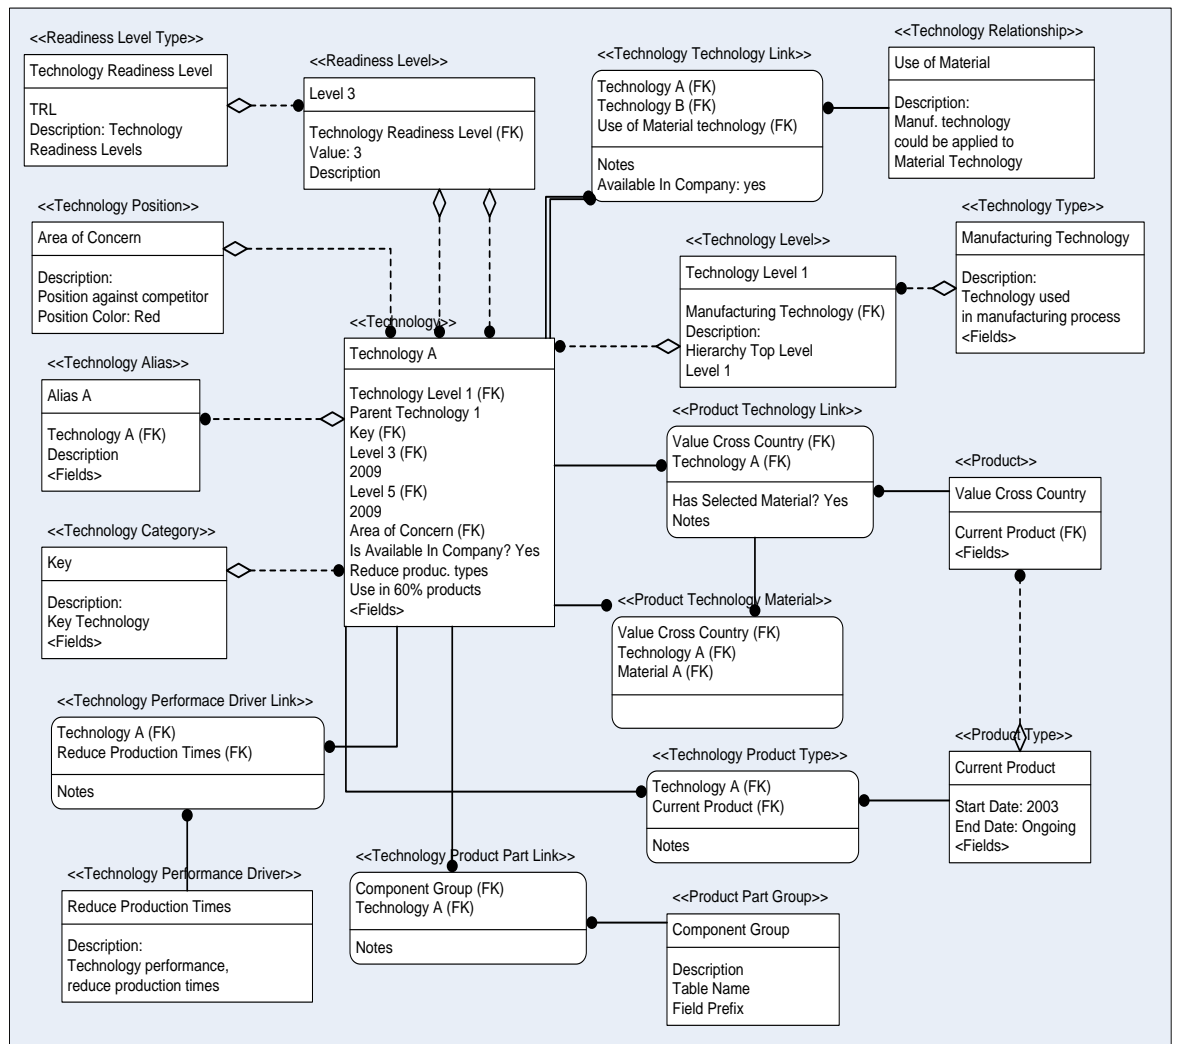 <<Readiness Level Type>>
Technology Readiness Level
TRL
Description: Technology
Readiness Levels
<<Readiness Level>>
Level 3
Technology Readiness Level (FK)
Value: 3
Description
<<Technology Technology Link>>
Technology A (FK)
Technology B (FK)
Use of Material technology (FK)
Notes
Available In Company: yes
<<Technology Relationship>>
Use of Material
Description:
Manuf. technology
could be applied to
Material Technology
<<Technology Position>>
Area of Concern
Description:
Position against competitor
Position Color: Red
<<Technology Level>>
Technology Level 1
Manufacturing Technology (FK)
Description:
Hierarchy Top Level
Level 1
<<Technology Type>>
Manufacturing Technology
Description:
Technology used
in manufacturing process
<Fields>
<<Technology>>
Technology A
Technology Level 1 (FK)
Parent Technology 1
Key (FK)
Level 3 (FK)
2009
Level 5 (FK)
2009
Area of Concern (FK)
Is Available In Company? Yes
Reduce produc. types
Use in 60% products
<Fields>
<<Technology Alias>>
Alias A
Technology A (FK)
Description
<Fields>
<<Product Technology Link>>
Value Cross Country (FK)
Technology A (FK)
Has Selected Material? Yes
Notes
<<Product>>
Value Cross Country
Current Product (FK)
<Fields>
<<Technology Category>>
Key
Description:
Key Technology
<Fields>
<<Product Technology Material>>
Value Cross Country (FK)
Technology A (FK)
Material A (FK)
<<Technology Performace Driver Link>>
Technology A (FK)
Reduce Production Times (FK)
Notes
<<Technology Product Type>>
Technology A (FK)
Current Product (FK)
Notes
<<Product Type>>
Current Product
Start Date: 2003
End Date: Ongoing
<Fields>
<<Technology Performance Driver>>
Reduce Production Times
Description:
Technology performance,
reduce production times
<<Technology Product Part Link>>
Component Group (FK)
Technology A (FK)
Notes
<<Product Part Group>>
Component Group
Description
Table Name
Field Prefix